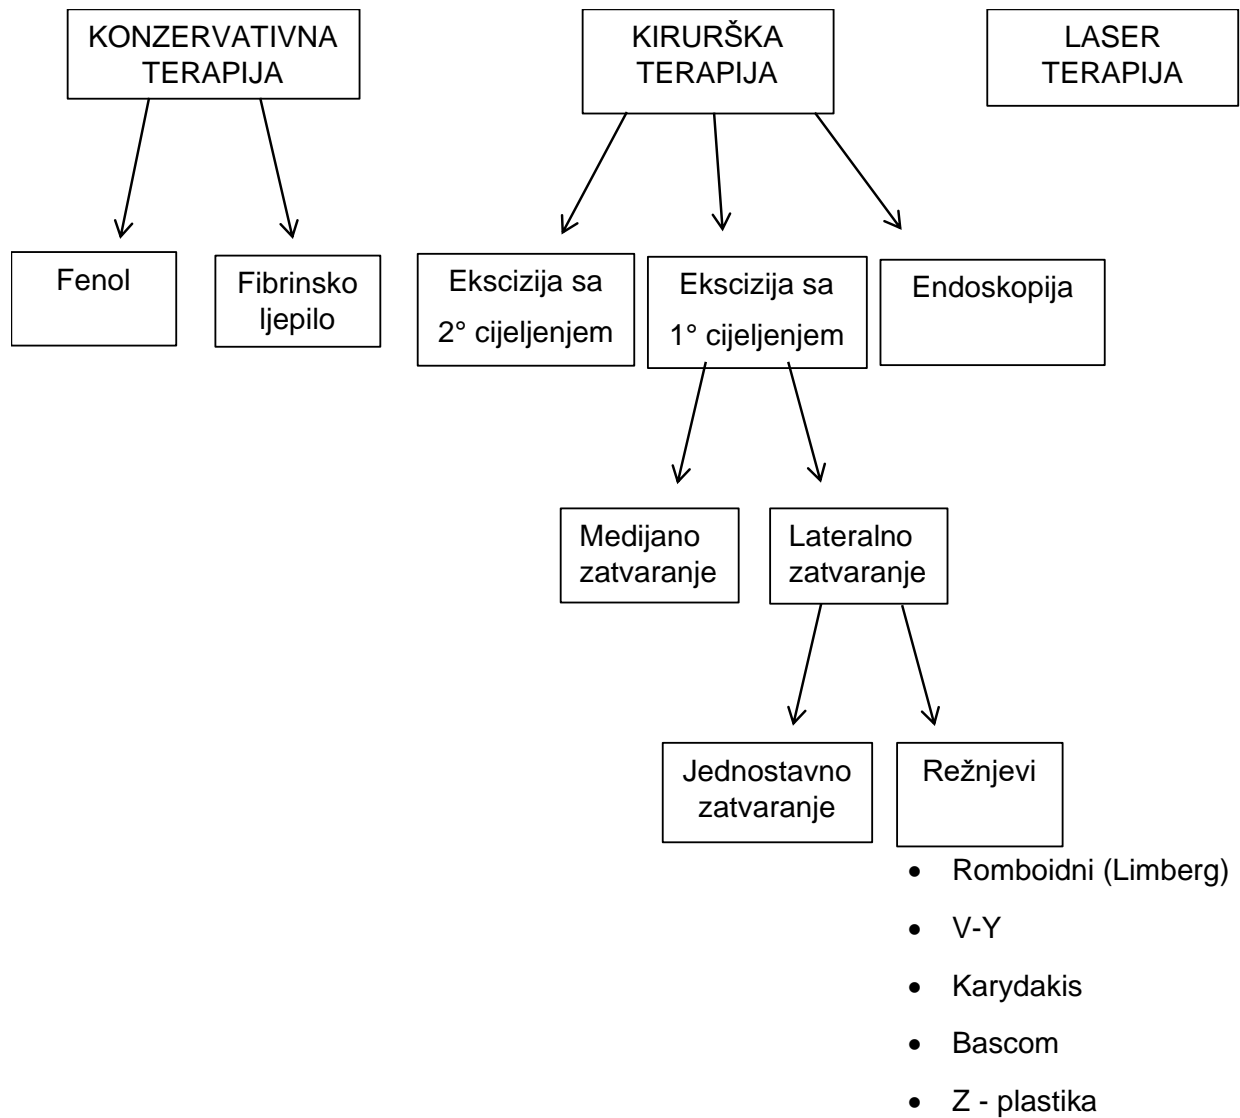 KONZERVATIVNA
TERAPIJA
KIRURŠKA
TERAPIJA
LASER
TERAPIJA
Fenol
Fibrinsko
ljepilo
Ekscizija sa
2° cijeljenjem
Ekscizija sa
1° cijeljenjem
Endoskopija
Medijano
zatvaranje
Lateralno
zatvaranje
Jednostavno
zatvaranje
Režnjevi
• Romboidni (Limberg)
• V-Y
• Karydakis
• Bascom
• Z - plastika